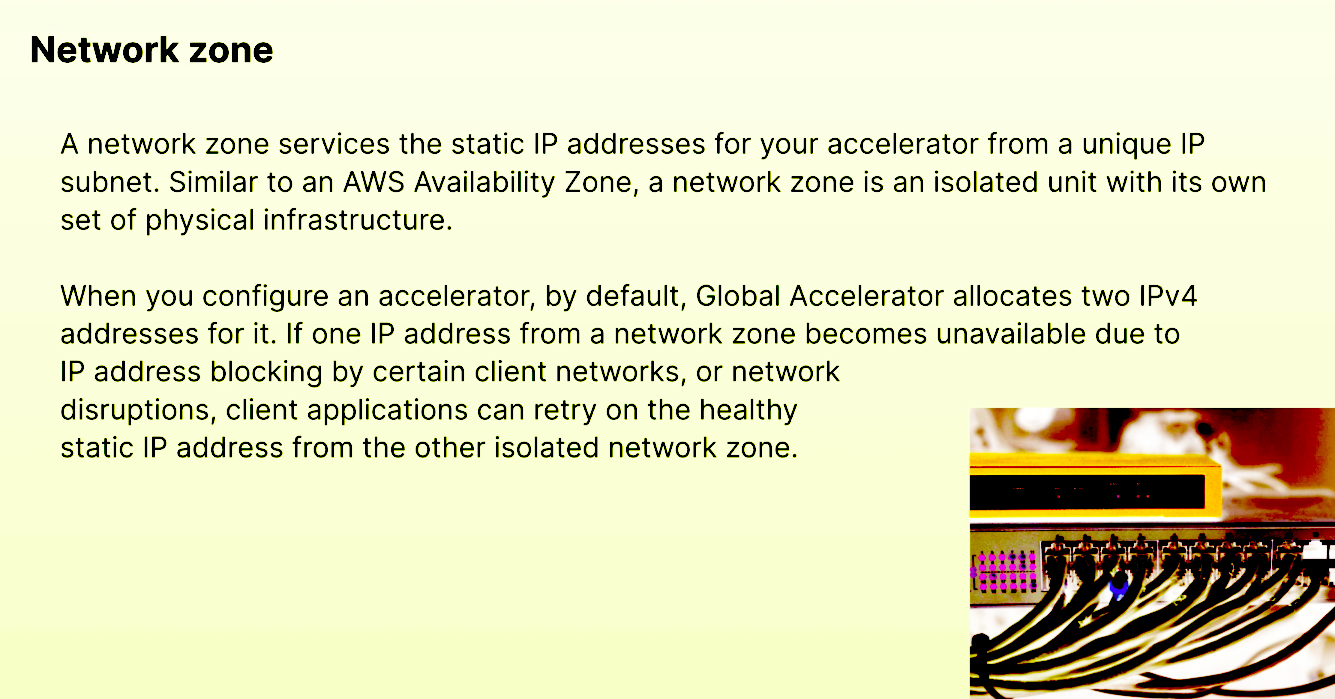 Network zone
A network zone services the static IP addresses for your accelerator from a unique IP
subnet. Similar to an AWS Availability Zone, a network zone is an isolated unit with its own
set of physical infrastructure.
When you configure an accelerator, by default, Global Accelerator allocates two IPv4
addresses for it. If one IP address from a network zone becomes unavailable due to
IP address blocking by certain client networks, or network
disruptions, client applications can retry on the healthy
static IP address from the other isolated network zone.